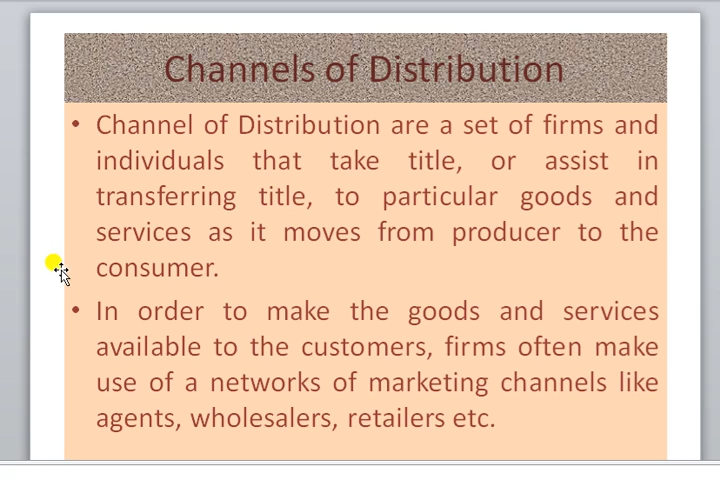 Channels of Distribution
• Channel of Distribution are a set of firms and
individuals that take title, or assist in
transferring title, to particular goods and
services as it moves from producer to the
consumer.
• In order to make the goods and services
available to the customers, firms often make
use of a networks of marketing channels like
agents, wholesalers, retailers etc.